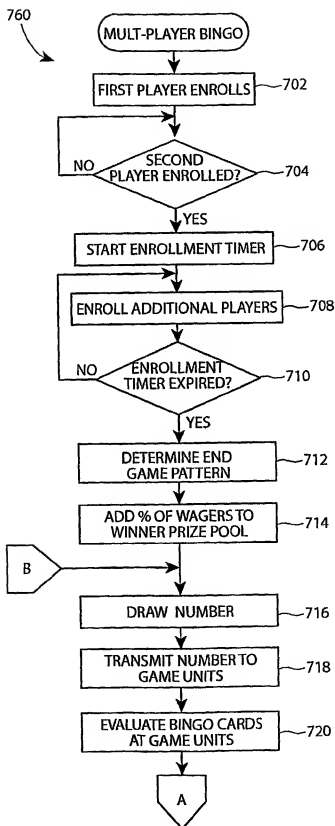 760
MULT-PLAYER BINGO
FIRST PLAYER ENROLLS
702
NO
SECOND
PLAYER ENROLLED?
704
YES
START ENROLLMENT TIMER
706
ENROLL ADDITIONAL PLAYERS
708
NO
ENROLLMENT
TIMER EXPIRED?
710
YES
DETERMINE END
GAME PATTERN
712
ADD % OF WAGERS TO
WINNER PRIZE POOL
714
B
DRAW NUMBER
716
TRANSMIT NUMBER TO
GAME UNITS
718
EVALUATE BINGO CARDS
AT GAME UNITS
720
A